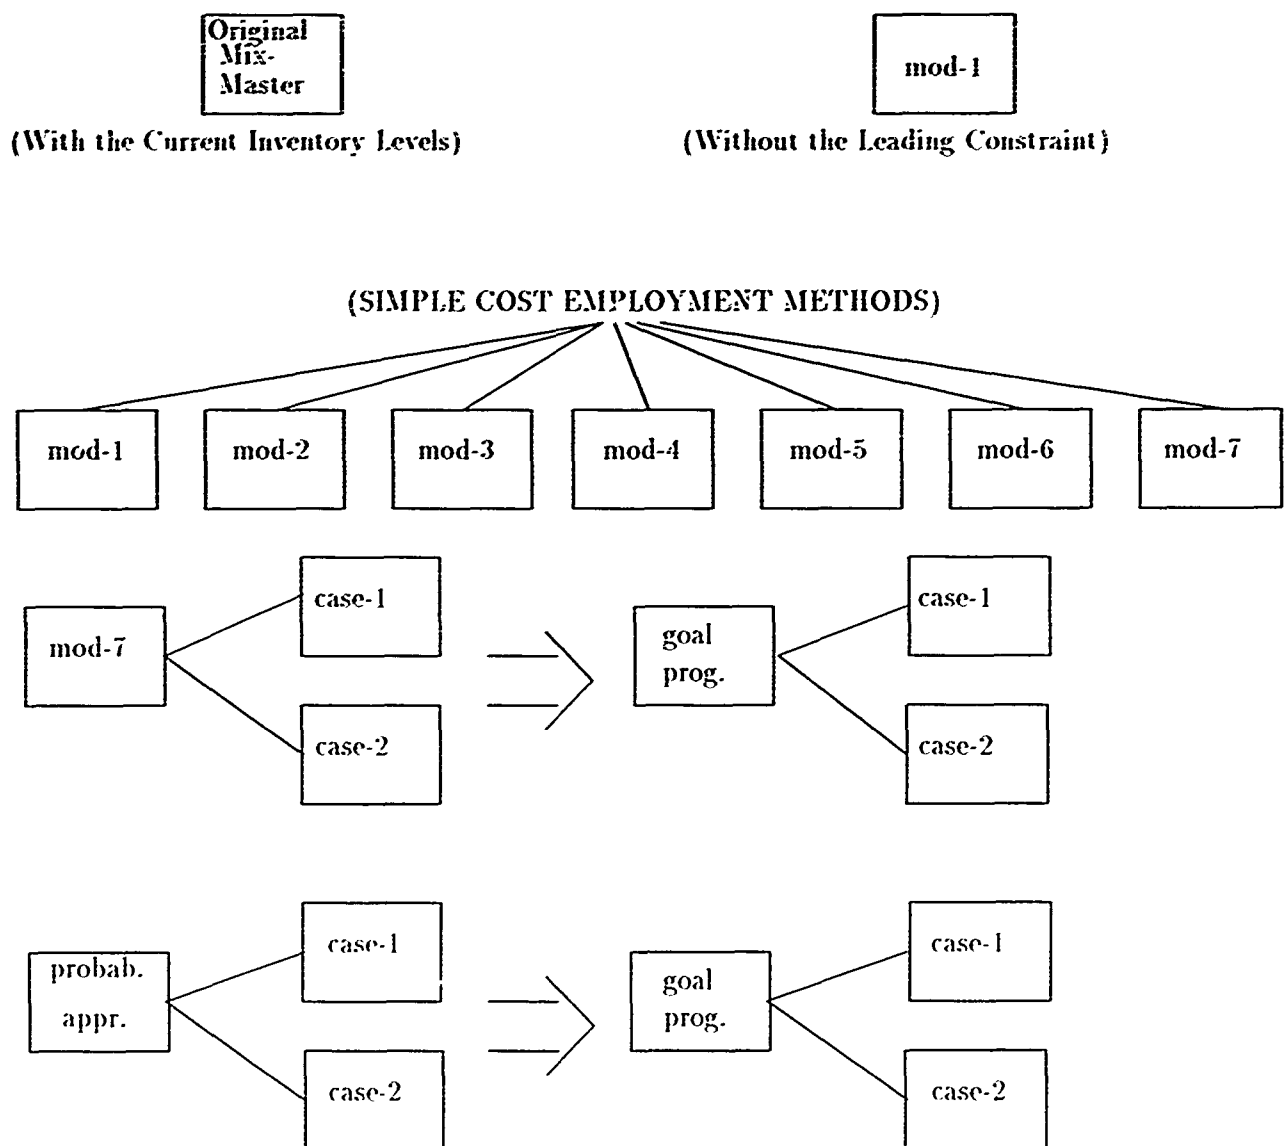 Original
Mix-
Master
mod-1
(With the Current Inventory Levels)
(Without the Leading Constraint)
(SIMPLE COST EMPLOYMENT METHODS)
mod-1
mod-2
mod-3
mod-4
mod-5
mod-6
mod-7
mod-7
case-1
case-2
goal
prog.
case-1
case-2
probab.
appr.
case-1
case-2
goal
prog.
case-1
case-2